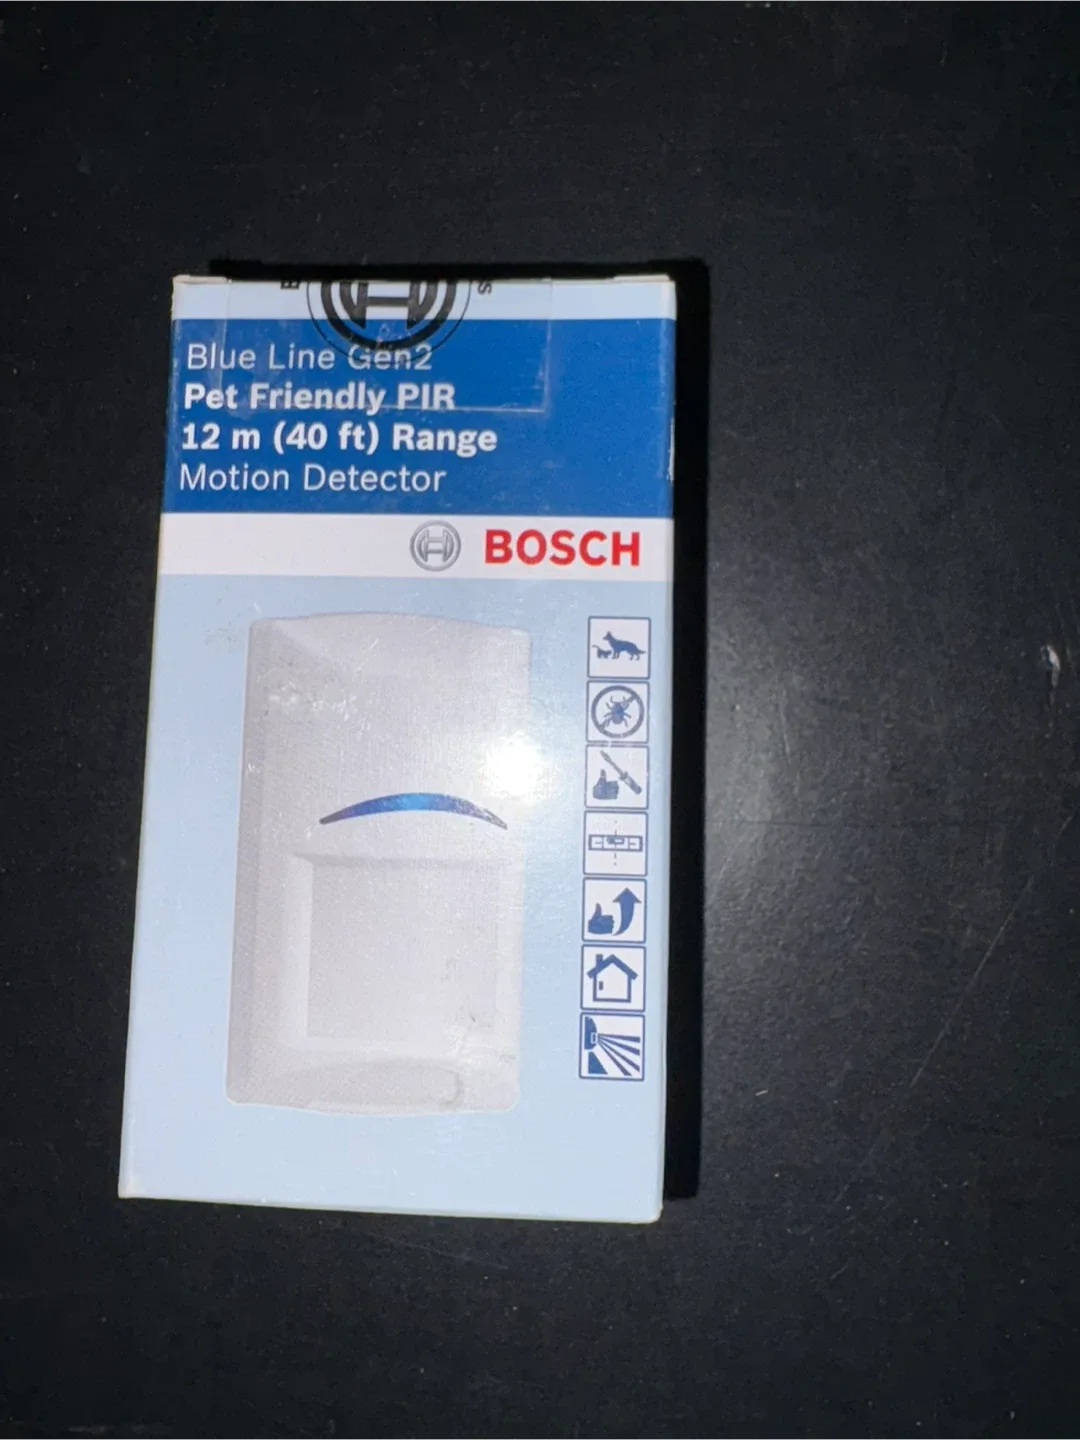 Blue Line Gen2
Pet Friendly PIR
12 m (40 ft) Range
Motion Detector
BOSCH